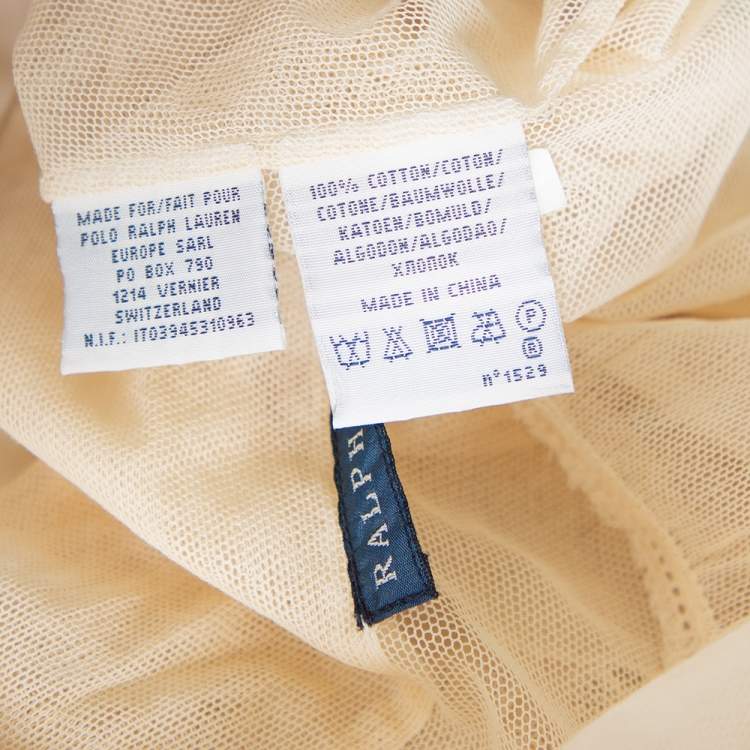 MADE FOR/FAIT POUR
POLO RALPH LAUREN
EUROPE SARL
PO BOX 790
1214 VERNIER
SWITZERLAND
N.I.F.: IT03945310963
100% COTTON/COTON/
COTONE/BAUMWOLLE/
KATOEN/BOMULD/
ALGODON/ALGODAO/
ХЛОПОК
MADE IN CHINA
P
R
n°1529
RALPH